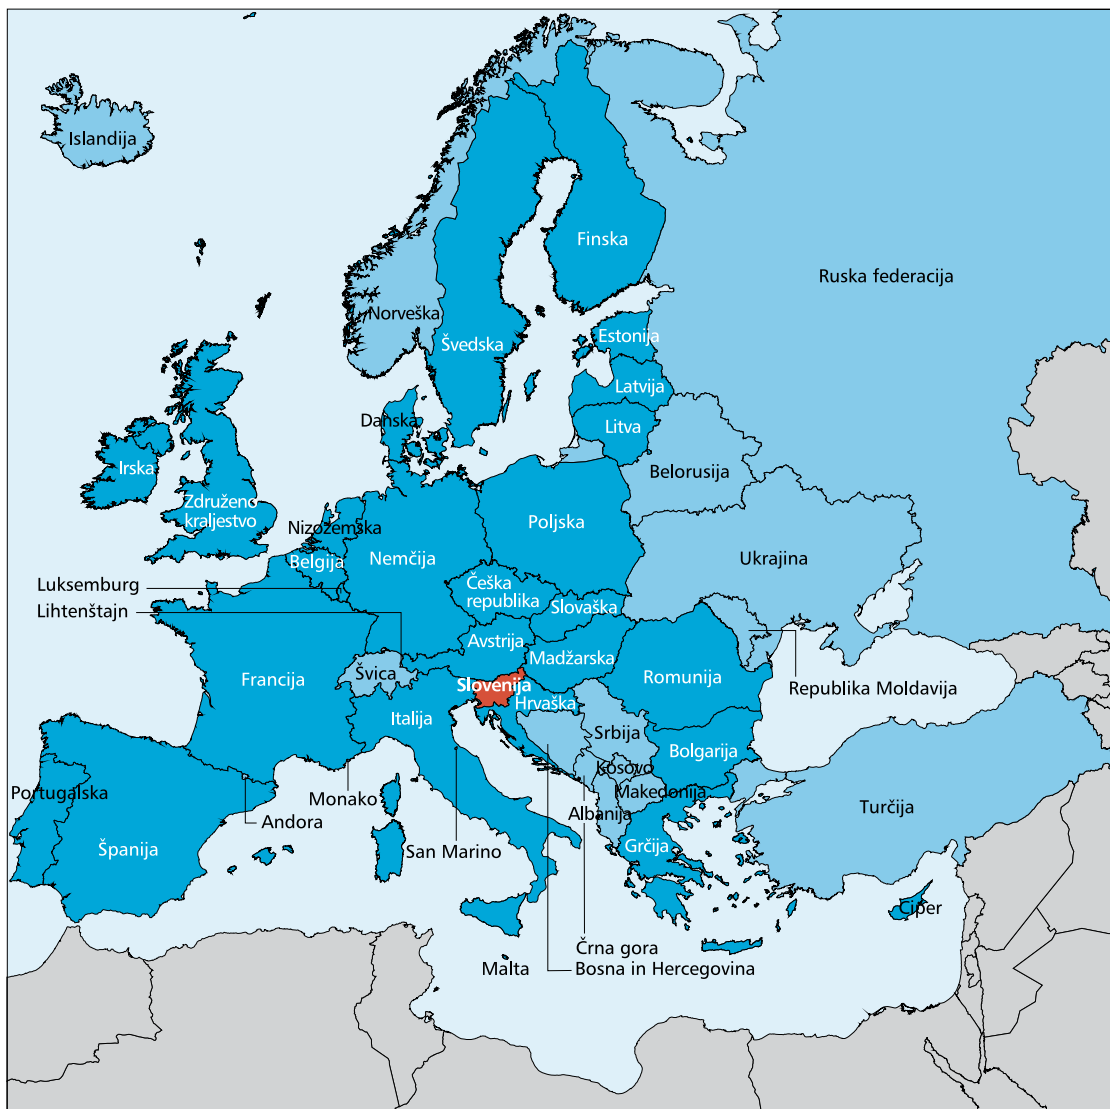 Islandija
Finska
Ruska federacija
Norveška
Švedska
Estonija
Latvija
Danska
Litva
Irska
Belorusija
Združeno
kraljestvo
Nizozemska
Poljska
Belgija
Nemčija
Ukrajina
Luksemburg
Češka
republika
Lihtenštajn
Slovaška
Avstrija
Madžarska
Švica
Francija
Slovenija
Romunija
Republika Moldavija
Hrvaška
Italija
Srbija
Bolgarija
Kosovo
Portugalska
Monako
Makedonija
Andora
Albanija
Turčija
Španija
San Marino
Grčija
Ciper
Črna gora
Malta
Bosna in Hercegovina